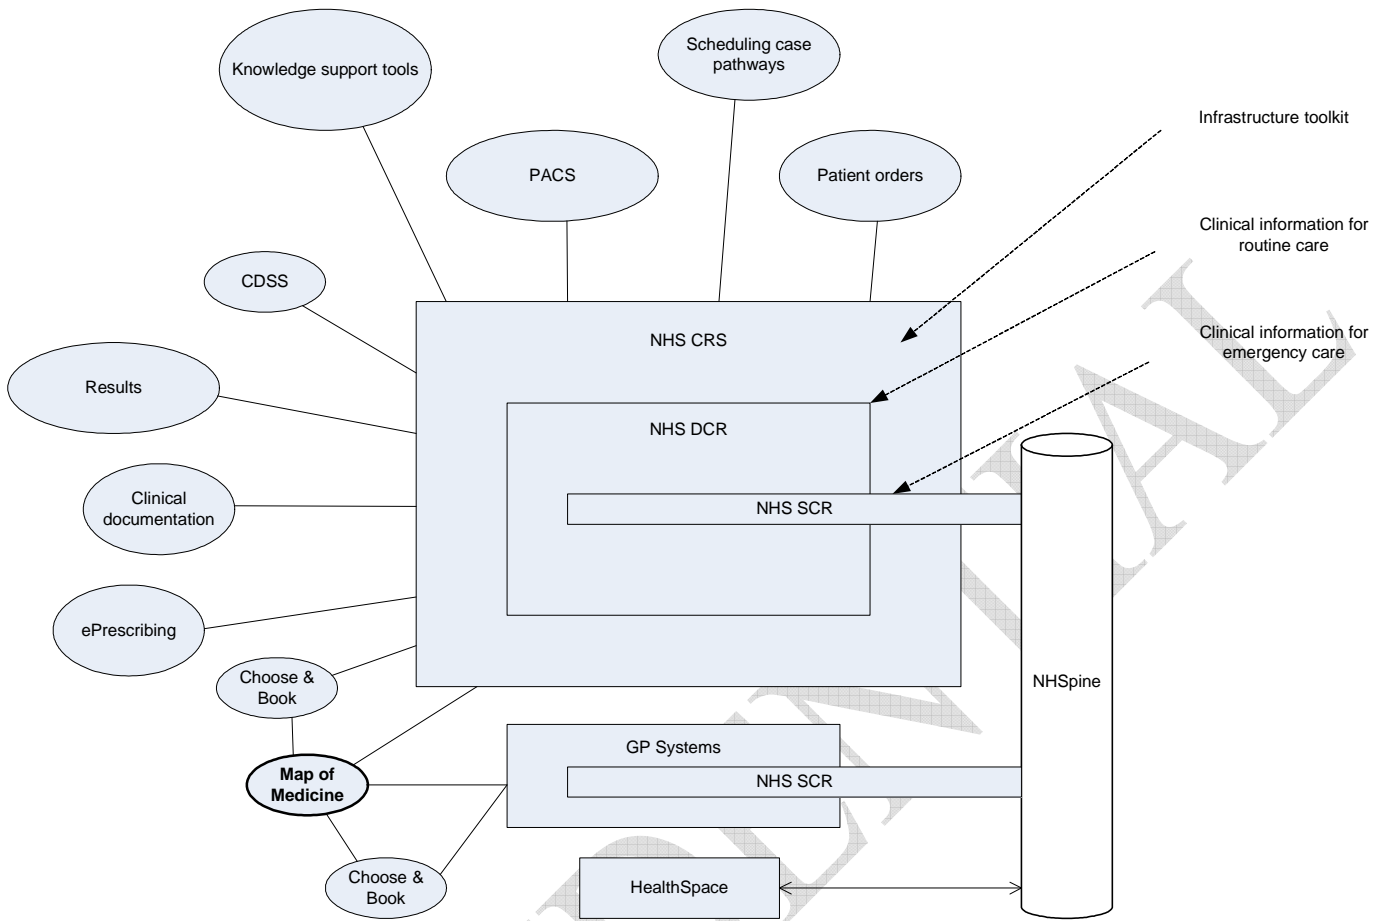 Scheduling case
pathways
Knowledge support tools
Infrastructure toolkit
PACS
Patient orders
Clinical information for
routine care
CDSS
NHS CRS
Clinical information for
emergency care
Results
NHS DCR
Clinical
documentation
NHS SCR
ePrescribing
Choose &
Book
NHSpine
GP Systems
Map of
Medicine
NHS SCR
Choose &
Book
HealthSpace